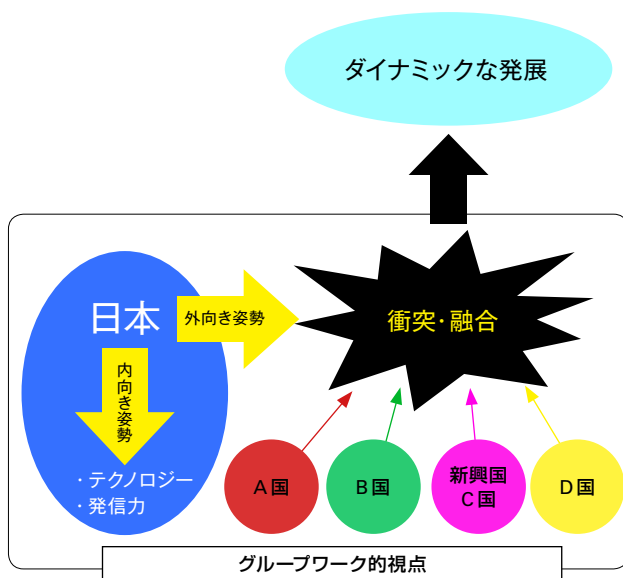 ダイナミックな発展
日本
外向き姿勢
衝突・融合
内向き姿勢
・テクノロジー
・発信力
A国
B国
新興国
C国
D国
グループワーク的視点